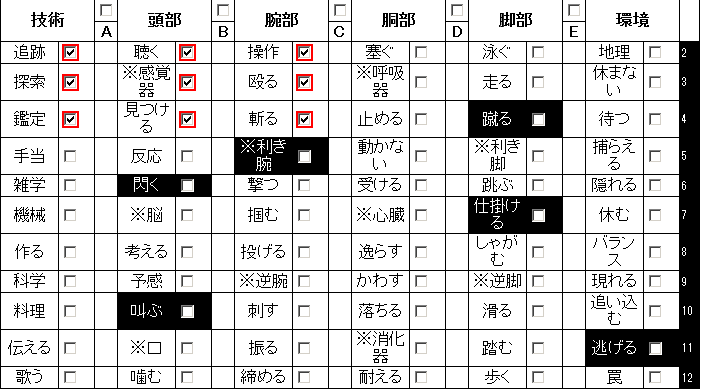 技術 A 頭部 B 腕部 C 胴部 D 脚部 E 環境
追跡 聴く 操作 塞ぐ 泳ぐ 地理 2
探索 ※感覚器 殴る ※呼吸器 走る 休まない 3
鑑定 見つける 斬る 止める 蹴る 待つ 4
手当 反応 ※利き腕 動かない ※利き脚 捕らえる 5
雑学 閃く 撃つ 受ける 跳ぶ 隠れる 6
機械 ※脳 掴む ※心臓 仕掛ける 休む 7
作る 考える 投げる 逸らす しゃがむ バランス 8
科学 予感 ※逆腕 かわす ※逆脚 現れる 9
料理 叫ぶ 刺す 落ちる 滑る 追い込む 10
伝える ※口 振る ※消化器 踏む 逃げる 11
歌う 噛む 締める 耐える 歩く 罠 12